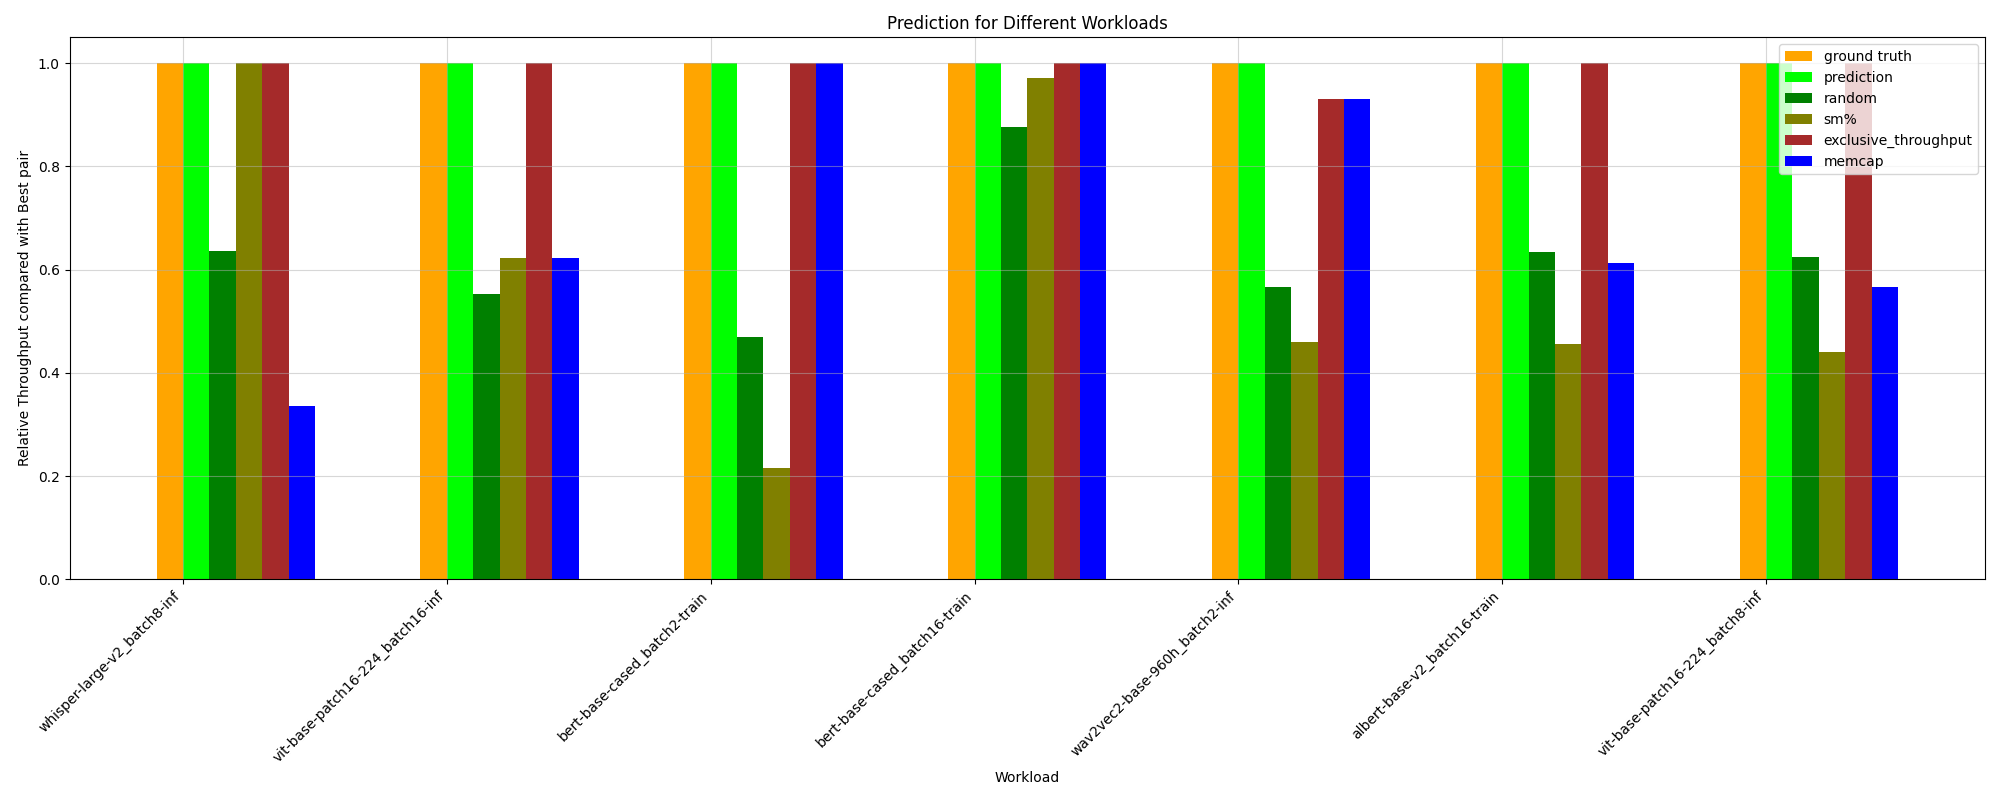 Prediction for Different Workloads
Relative Throughput compared with Best pair
1.0
0.8
0.6
0.4
0.2
0.0
ground truth
prediction
random
sm%
exclusive_throughput
memcap
whisper-large-v2_batch8-inf
vit-base-patch16-224_batch16-inf
bert-base-cased_batch2-train
bert-base-cased_batch16-train
wav2vec2-base-960h_batch2-inf
albert-base-v2_batch16-train
vit-base-patch16-224_batch8-inf
Workload